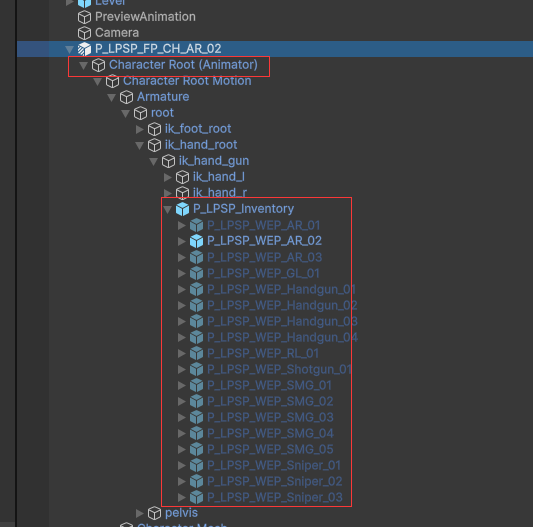 Level
PreviewAnimation
Camera
P_LPSP_FP_CH_AR_02
Character Root (Animator)
Character Root Motion
Armature
root
ik_foot_root
ik_hand_root
ik_hand_gun
ik_hand_l
ik_hand_r
P_LPSP_Inventory
P_LPSP_WEP_AR_01
P_LPSP_WEP_AR_02
P_LPSP_WEP_AR_03
P_LPSP_WEP_GL_01
P_LPSP_WEP_Handgun_01
P_LPSP_WEP_Handgun_02
P_LPSP_WEP_Handgun_03
P_LPSP_WEP_Handgun_04
P_LPSP_WEP_RL_01
P_LPSP_WEP_Shotgun_01
P_LPSP_WEP_SMG_01
P_LPSP_WEP_SMG_02
P_LPSP_WEP_SMG_03
P_LPSP_WEP_SMG_04
P_LPSP_WEP_SMG_05
P_LPSP_WEP_Sniper_01
P_LPSP_WEP_Sniper_02
P_LPSP_WEP_Sniper_03
pelvis
Character Mesh